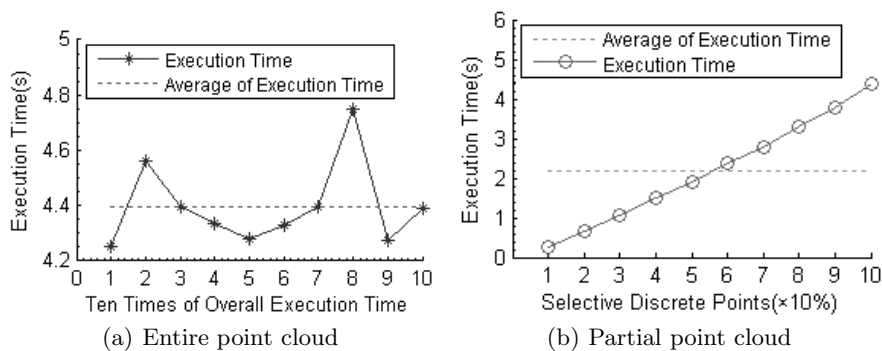 5
4.8
4.6
4.4
4.2
Execution Time(s)
Execution Time
Average of Execution Time
0 1 2 3 4 5 6 7 8 9 10
Ten Times of Overall Execution Time
(a) Entire point cloud
6
5
4
3
2
1
0
Execution Time(s)
Average of Execution Time
Execution Time
1 2 3 4 5 6 7 8 9 10
Selective Discrete Points(×10%)
(b) Partial point cloud